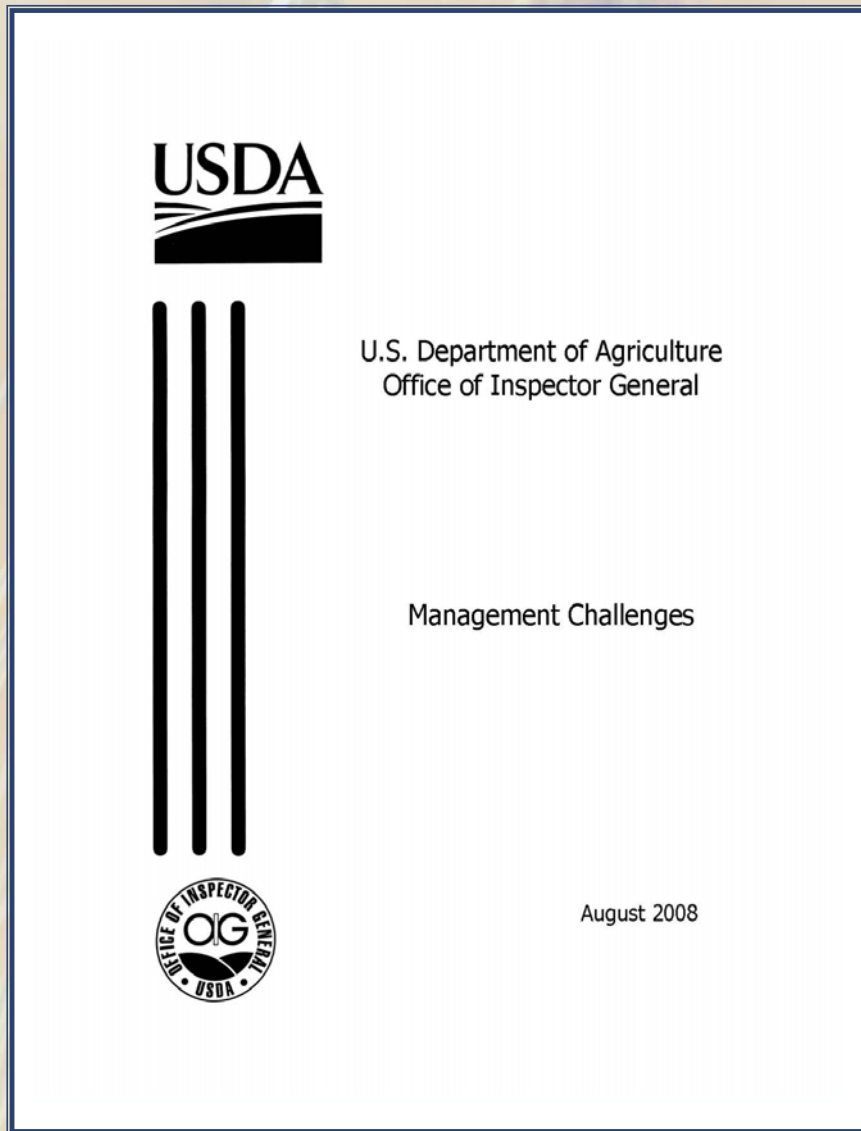 USDA
U.S. Department of Agriculture
Office of Inspector General
Management Challenges
August 2008
OFFICE OF INSPECTOR GENERAL
OIG
• USDA •